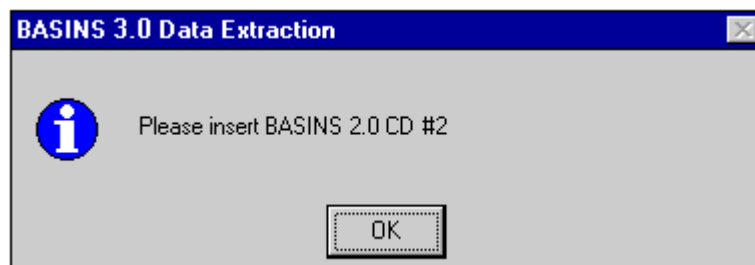 BASINS 3.0 Data Extraction
Please insert BASINS 2.0 CD #2
OK